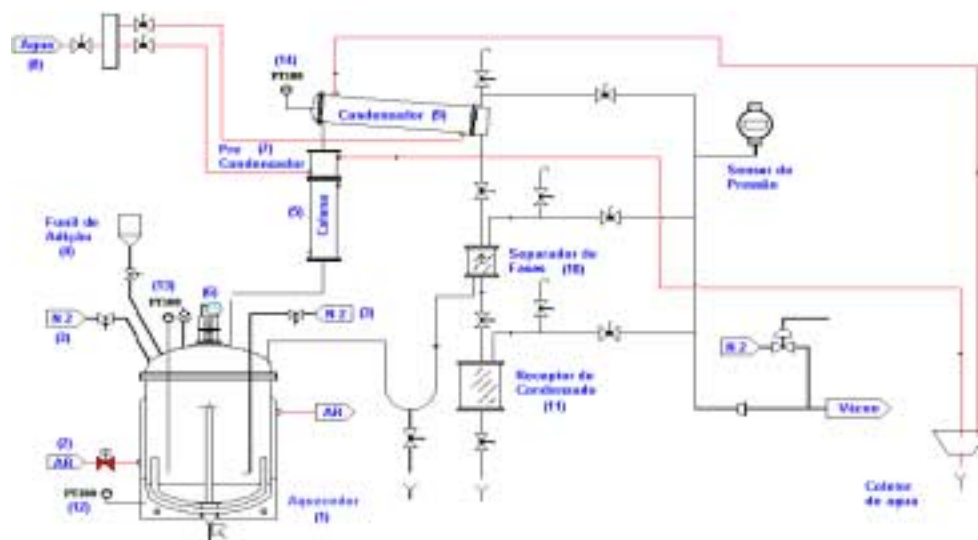 Agua
(8)
(14)
PT100
Condensador (9)
Pre (7)
Condensador
Sensor de
Pressão
(5)
Coluna
Funil de
Adição
(4)
Separador de
Fases (10)
(13)
PT100
(6)
N 2
(3)
N 2
(3)
N 2
Receptor de
Condensado
(11)
AR
Vácuo
(2)
AR
PT100
(12)
Aquecedor
(1)
Coletor
de agua